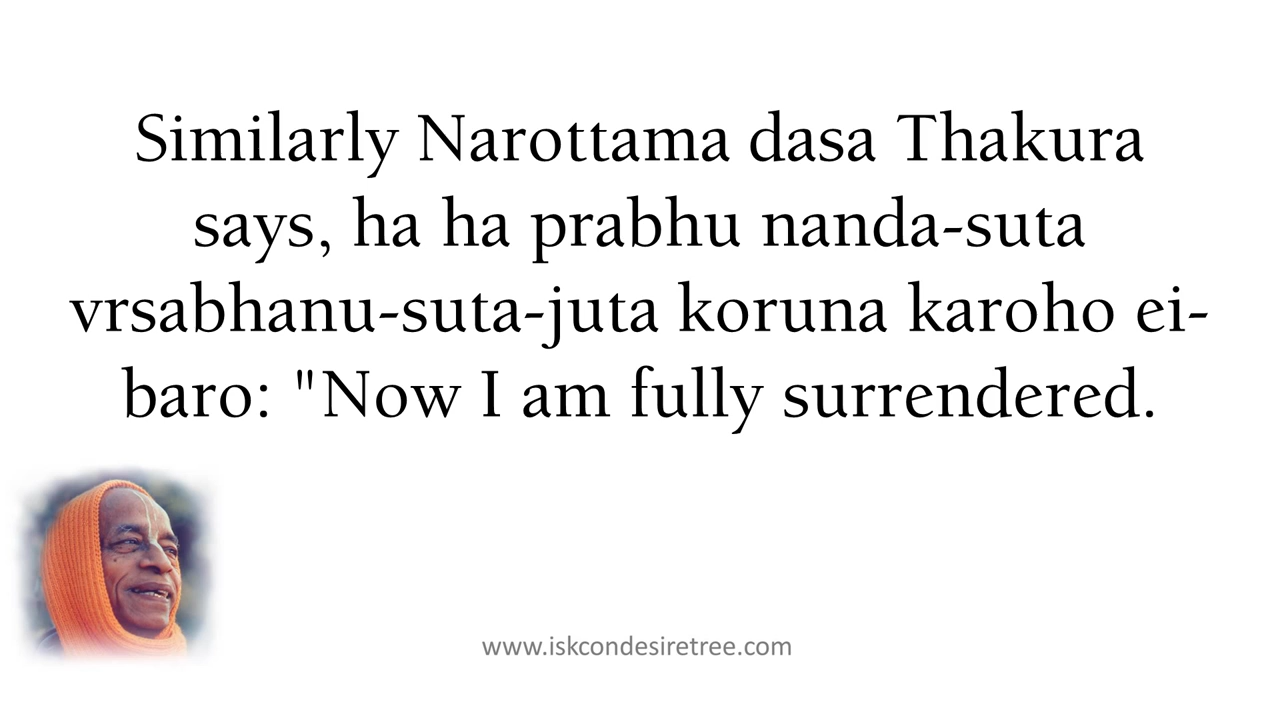 Similarly Narottama dasa Thakura
says, ha ha prabhu nanda-suta
vrsabhanu-suta-juta koruna karoho ei-
baro: "Now I am fully surrendered.
www.iskcondesiretree.com